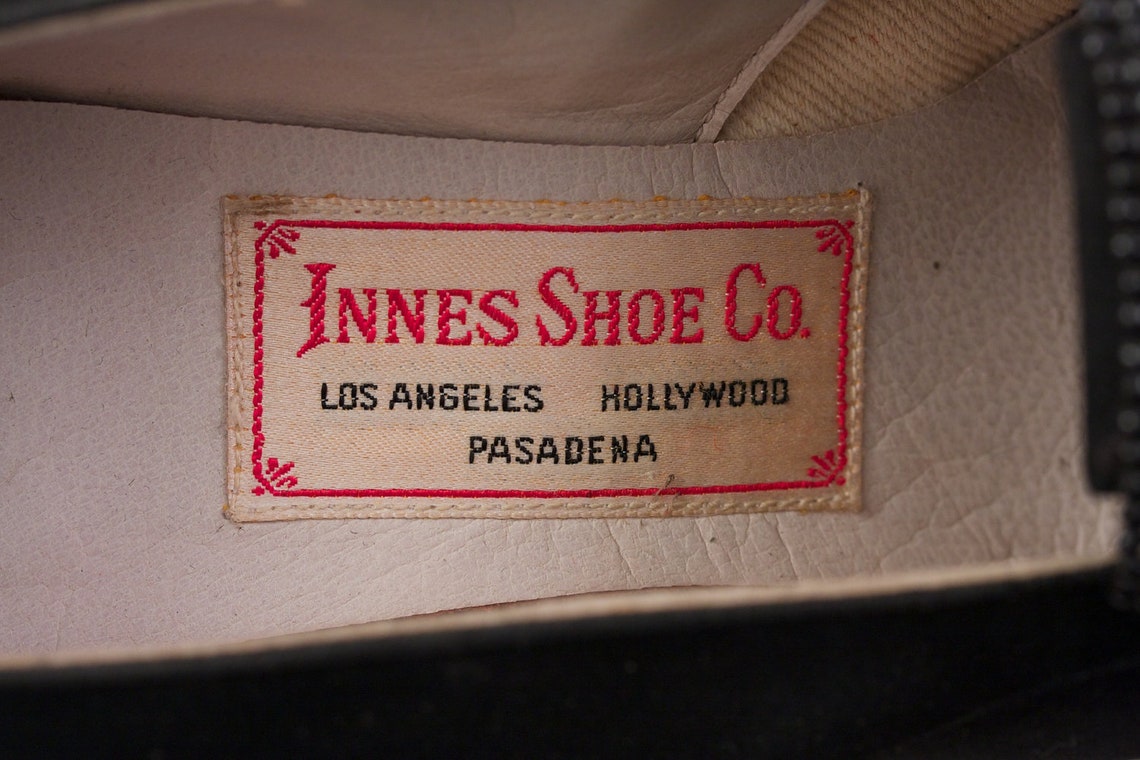 INNES SHOE CO.
LOS ANGELES HOLLYWOOD
PASADENA